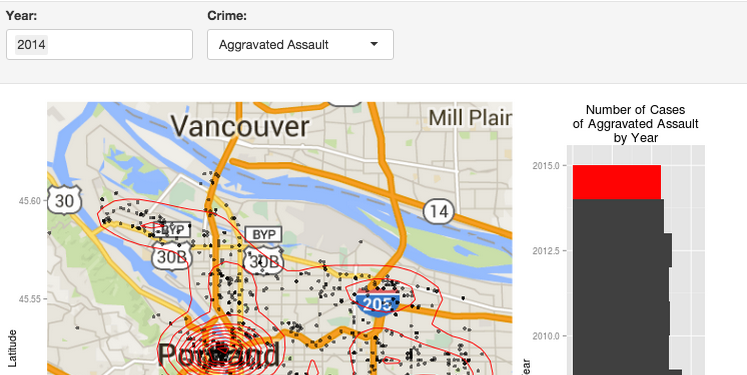 Year:
Crime:
2014
Aggravated Assault
Vancouver
Mill Plain
30
14
BYP
BYP
30B
30B
205
Portland
45.60
45.55
Latitude
Number of Cases
of Aggravated Assault
by Year
2015.0
2012.5
2010.0